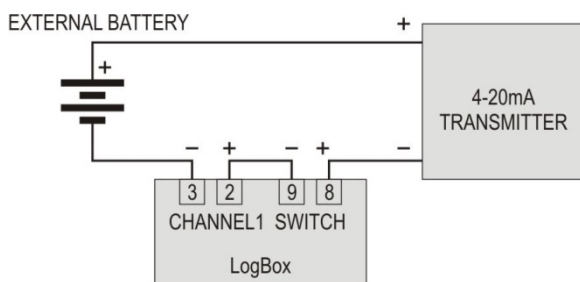 EXTERNAL BATTERY
+
+
4-20mA
TRANSMITTER
− + − + −
3 2 9 8
CHANNEL1 SWITCH
LogBox